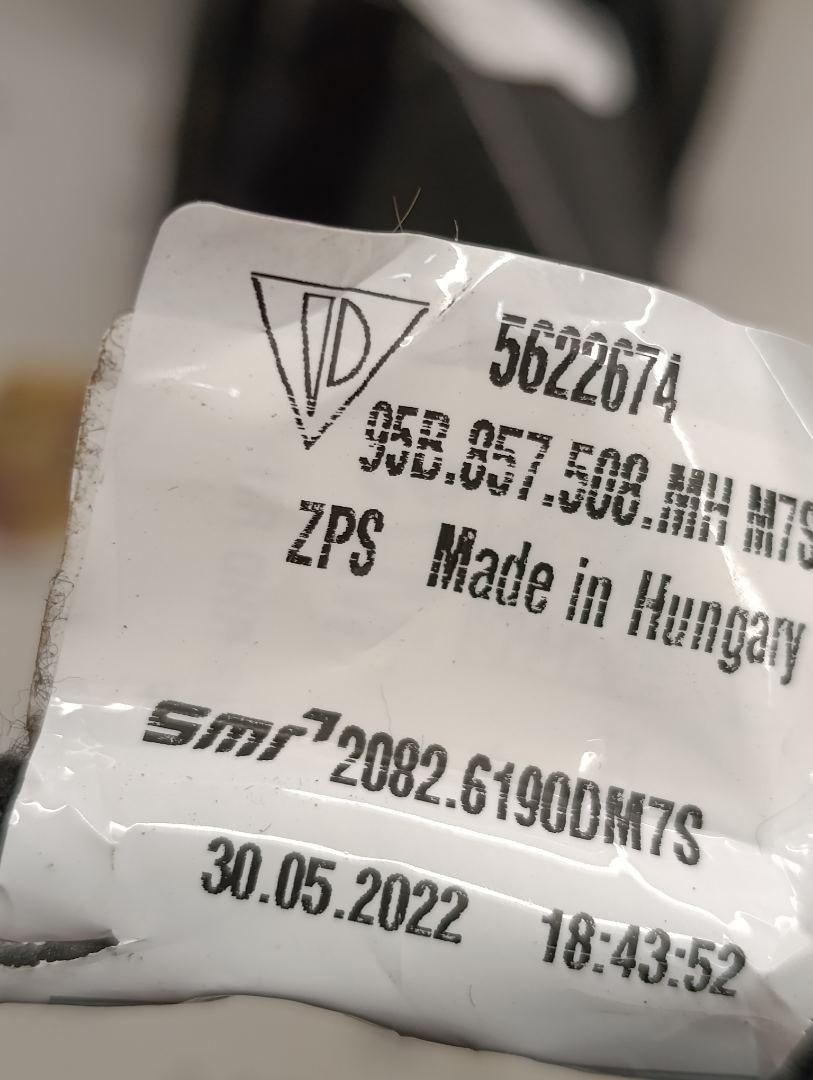 5622674
95B.857.508.MH M7S
ZPS Made in Hungary
smr 2082.6190DM7S
30.05.2022 18:43:52